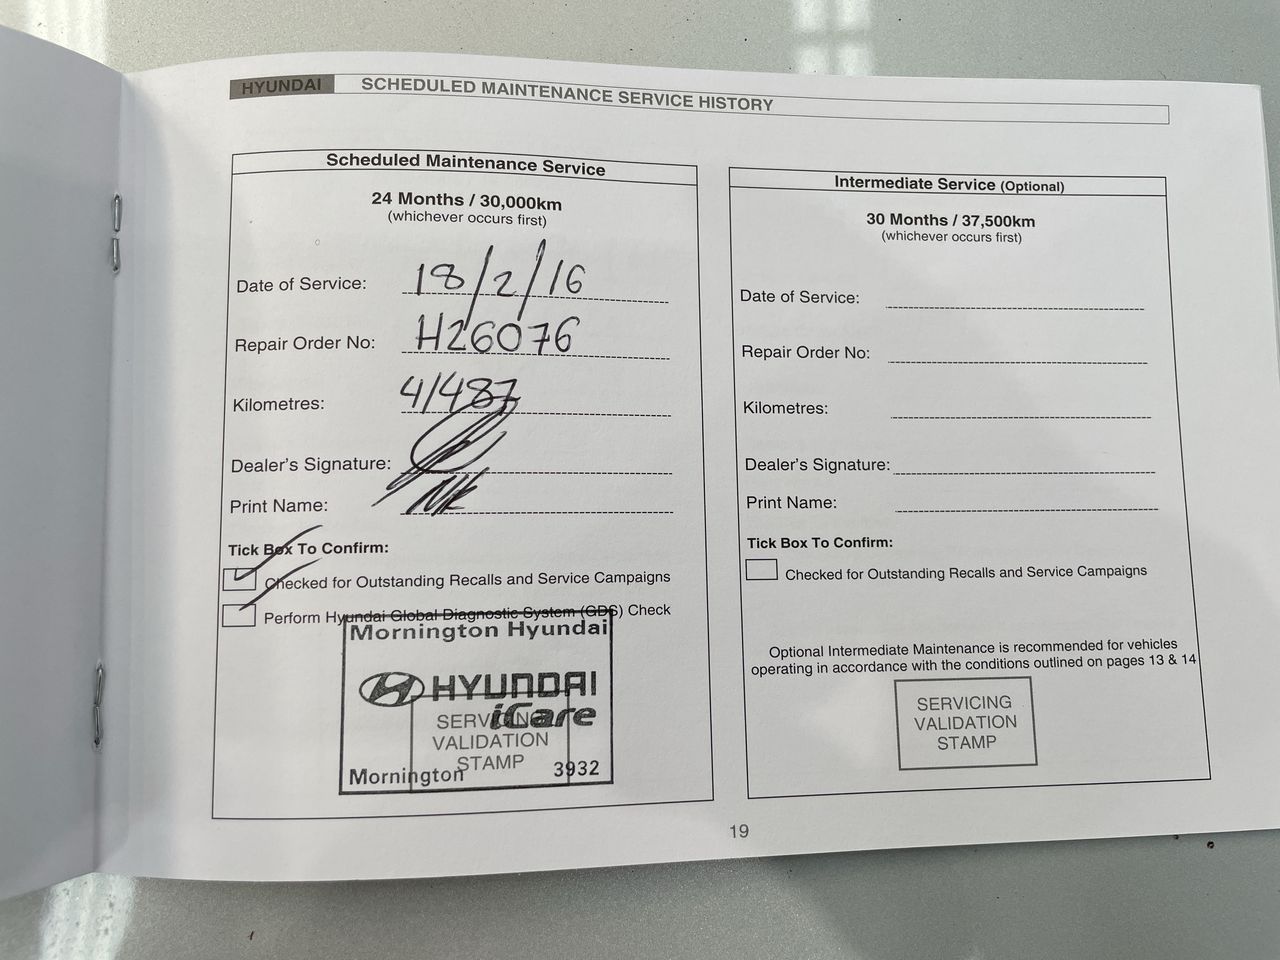 HYUNDAI SCHEDULED MAINTENANCE SERVICE HISTORY
Scheduled Maintenance Service
24 Months / 30,000km
(whichever occurs first)
Date of Service: 18/2/16
Repair Order No: H26076
Kilometres: 41487
Dealer's Signature:
Print Name:
Tick Box To Confirm:
Checked for Outstanding Recalls and Service Campaigns
Perform Hyundai Global Diagnostic System (GDS) Check
Mornington Hyundai
HYUNDAI
iCare
SERVICING
VALIDATION
STAMP
Mornington 3932
Intermediate Service (Optional)
30 Months / 37,500km
(whichever occurs first)
Date of Service:
Repair Order No:
Kilometres:
Dealer's Signature:
Print Name:
Tick Box To Confirm:
Checked for Outstanding Recalls and Service Campaigns
Optional Intermediate Maintenance is recommended for vehicles
operating in accordance with the conditions outlined on pages 13 & 14
SERVICING
VALIDATION
STAMP
19